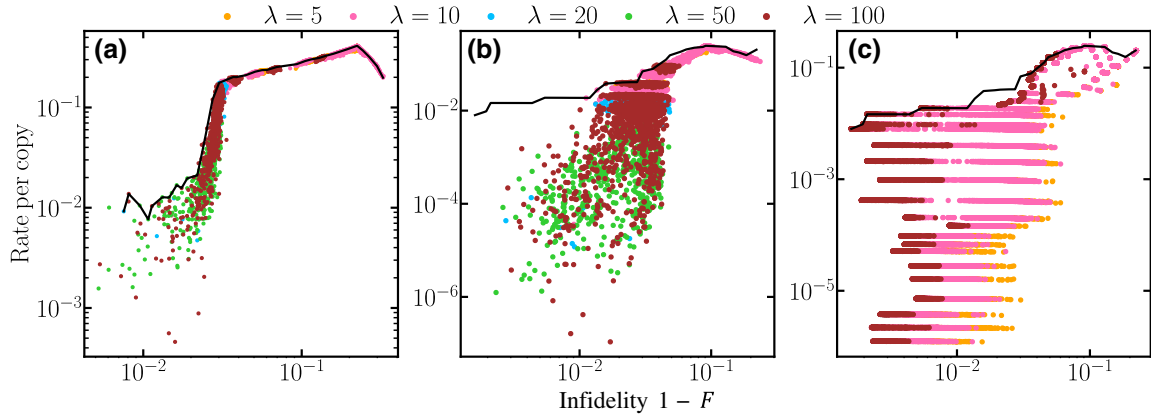 λ = 5 λ = 10 λ = 20 λ = 50 λ = 100
(a) (b) (c)
Rate per copy
10⁻¹ 10⁻² 10⁻³
10⁻² 10⁻⁴ 10⁻⁶
10⁻¹ 10⁻³ 10⁻⁵
10⁻² 10⁻¹ 10⁻² 10⁻¹ 10⁻² 10⁻¹
Infidelity 1 − F